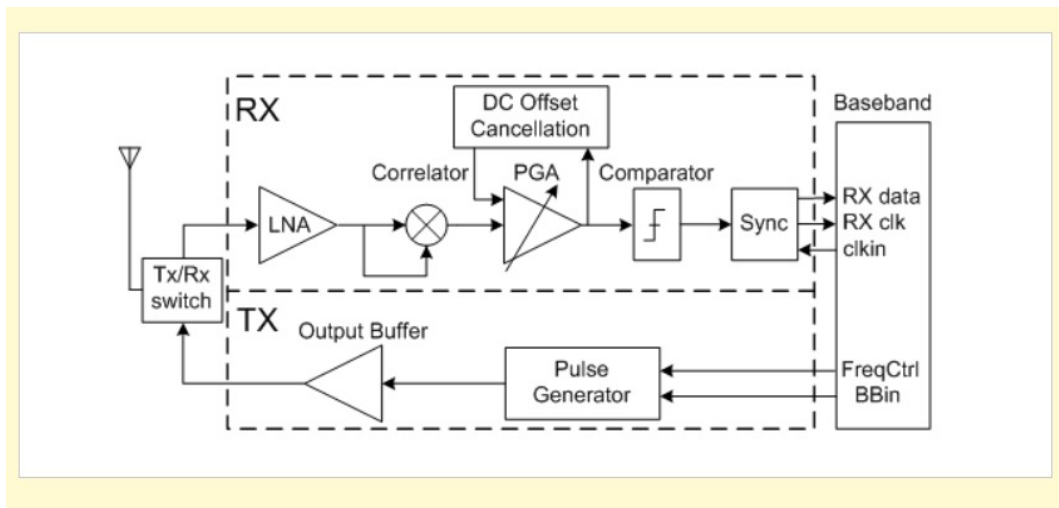 RX
DC Offset
Cancellation
Baseband
Correlator
PGA
Comparator
LNA
Sync
RX data
RX clk
clkin
Tx/Rx
switch
TX
Output Buffer
Pulse
Generator
FreqCtrl
BBin